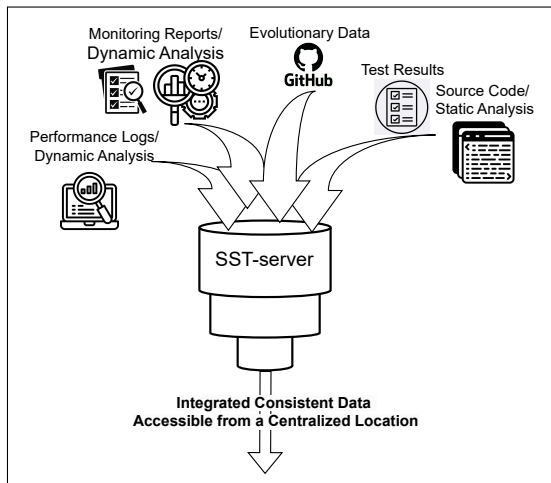 Monitoring Reports/
Dynamic Analysis
Evolutionary Data
GitHub
Test Results
Source Code/
Static Analysis
Performance Logs/
Dynamic Analysis
SST-server
Integrated Consistent Data
Accessible from a Centralized Location